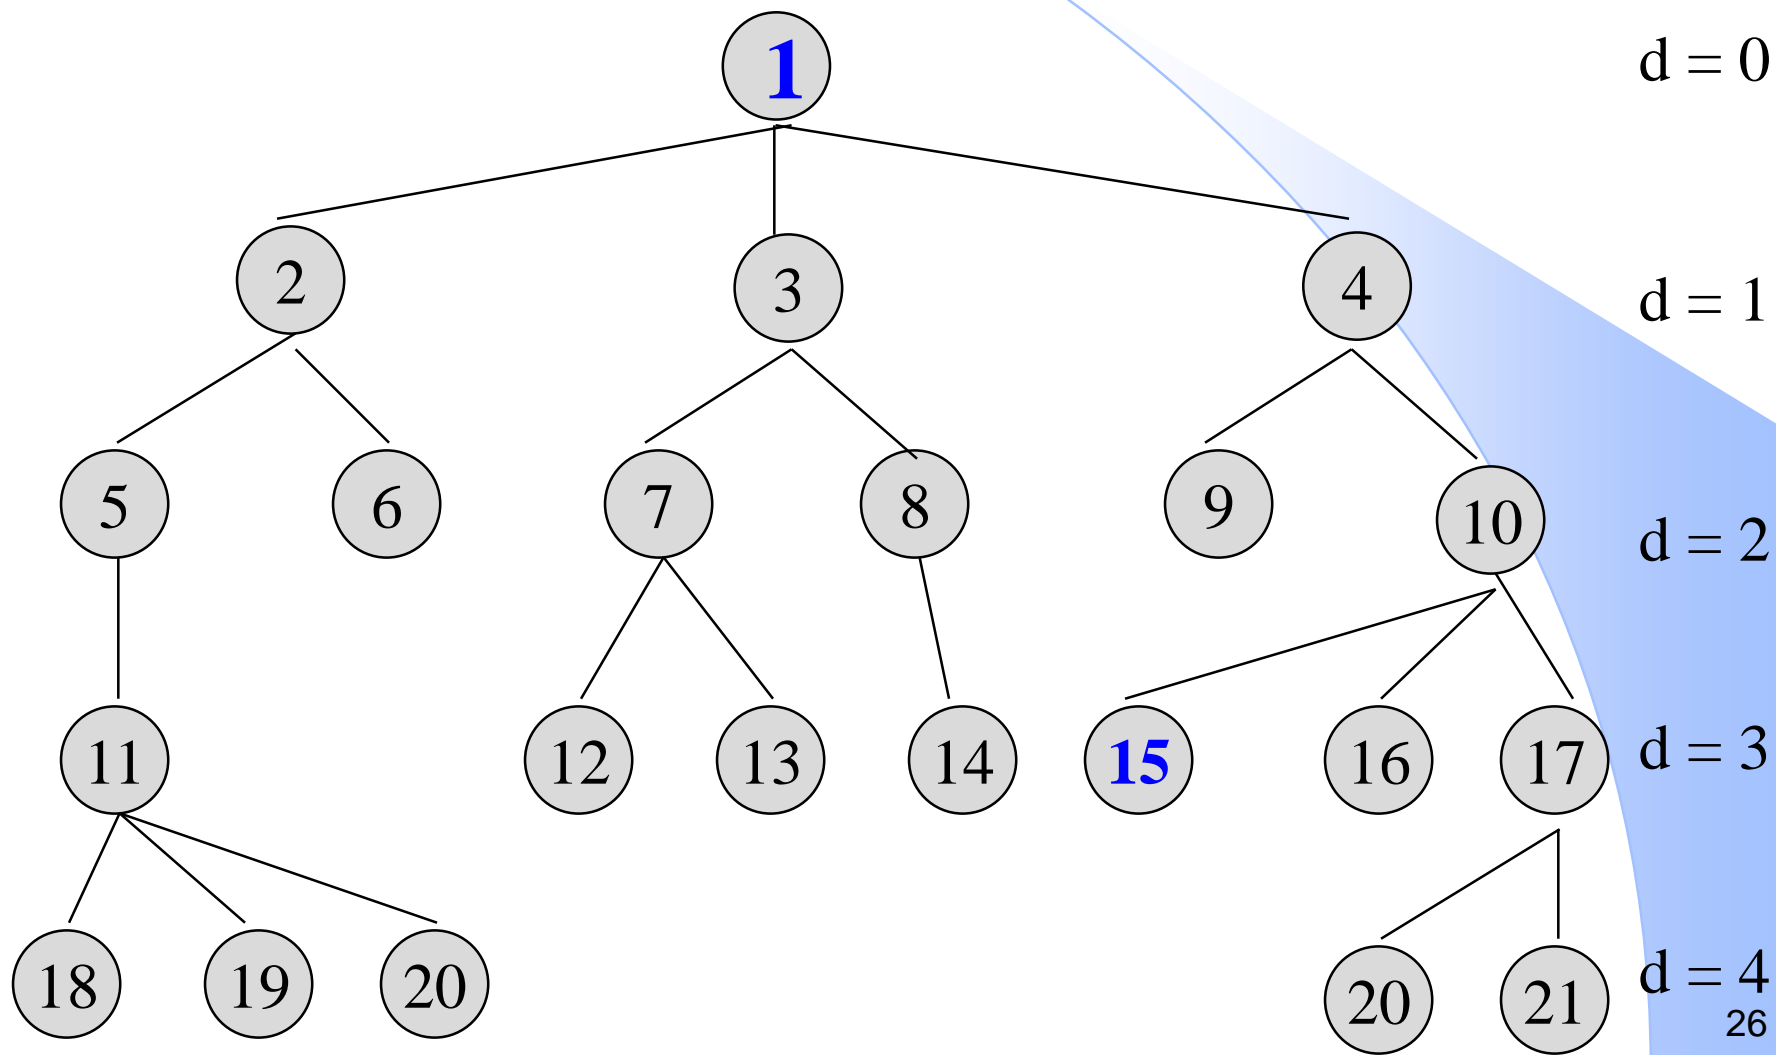 1 d = 0
2 3 4 d = 1
5 6 7 8 9 10 d = 2
11 12 13 14 15 16 17 d = 3
18 19 20 20 21 d = 4
26